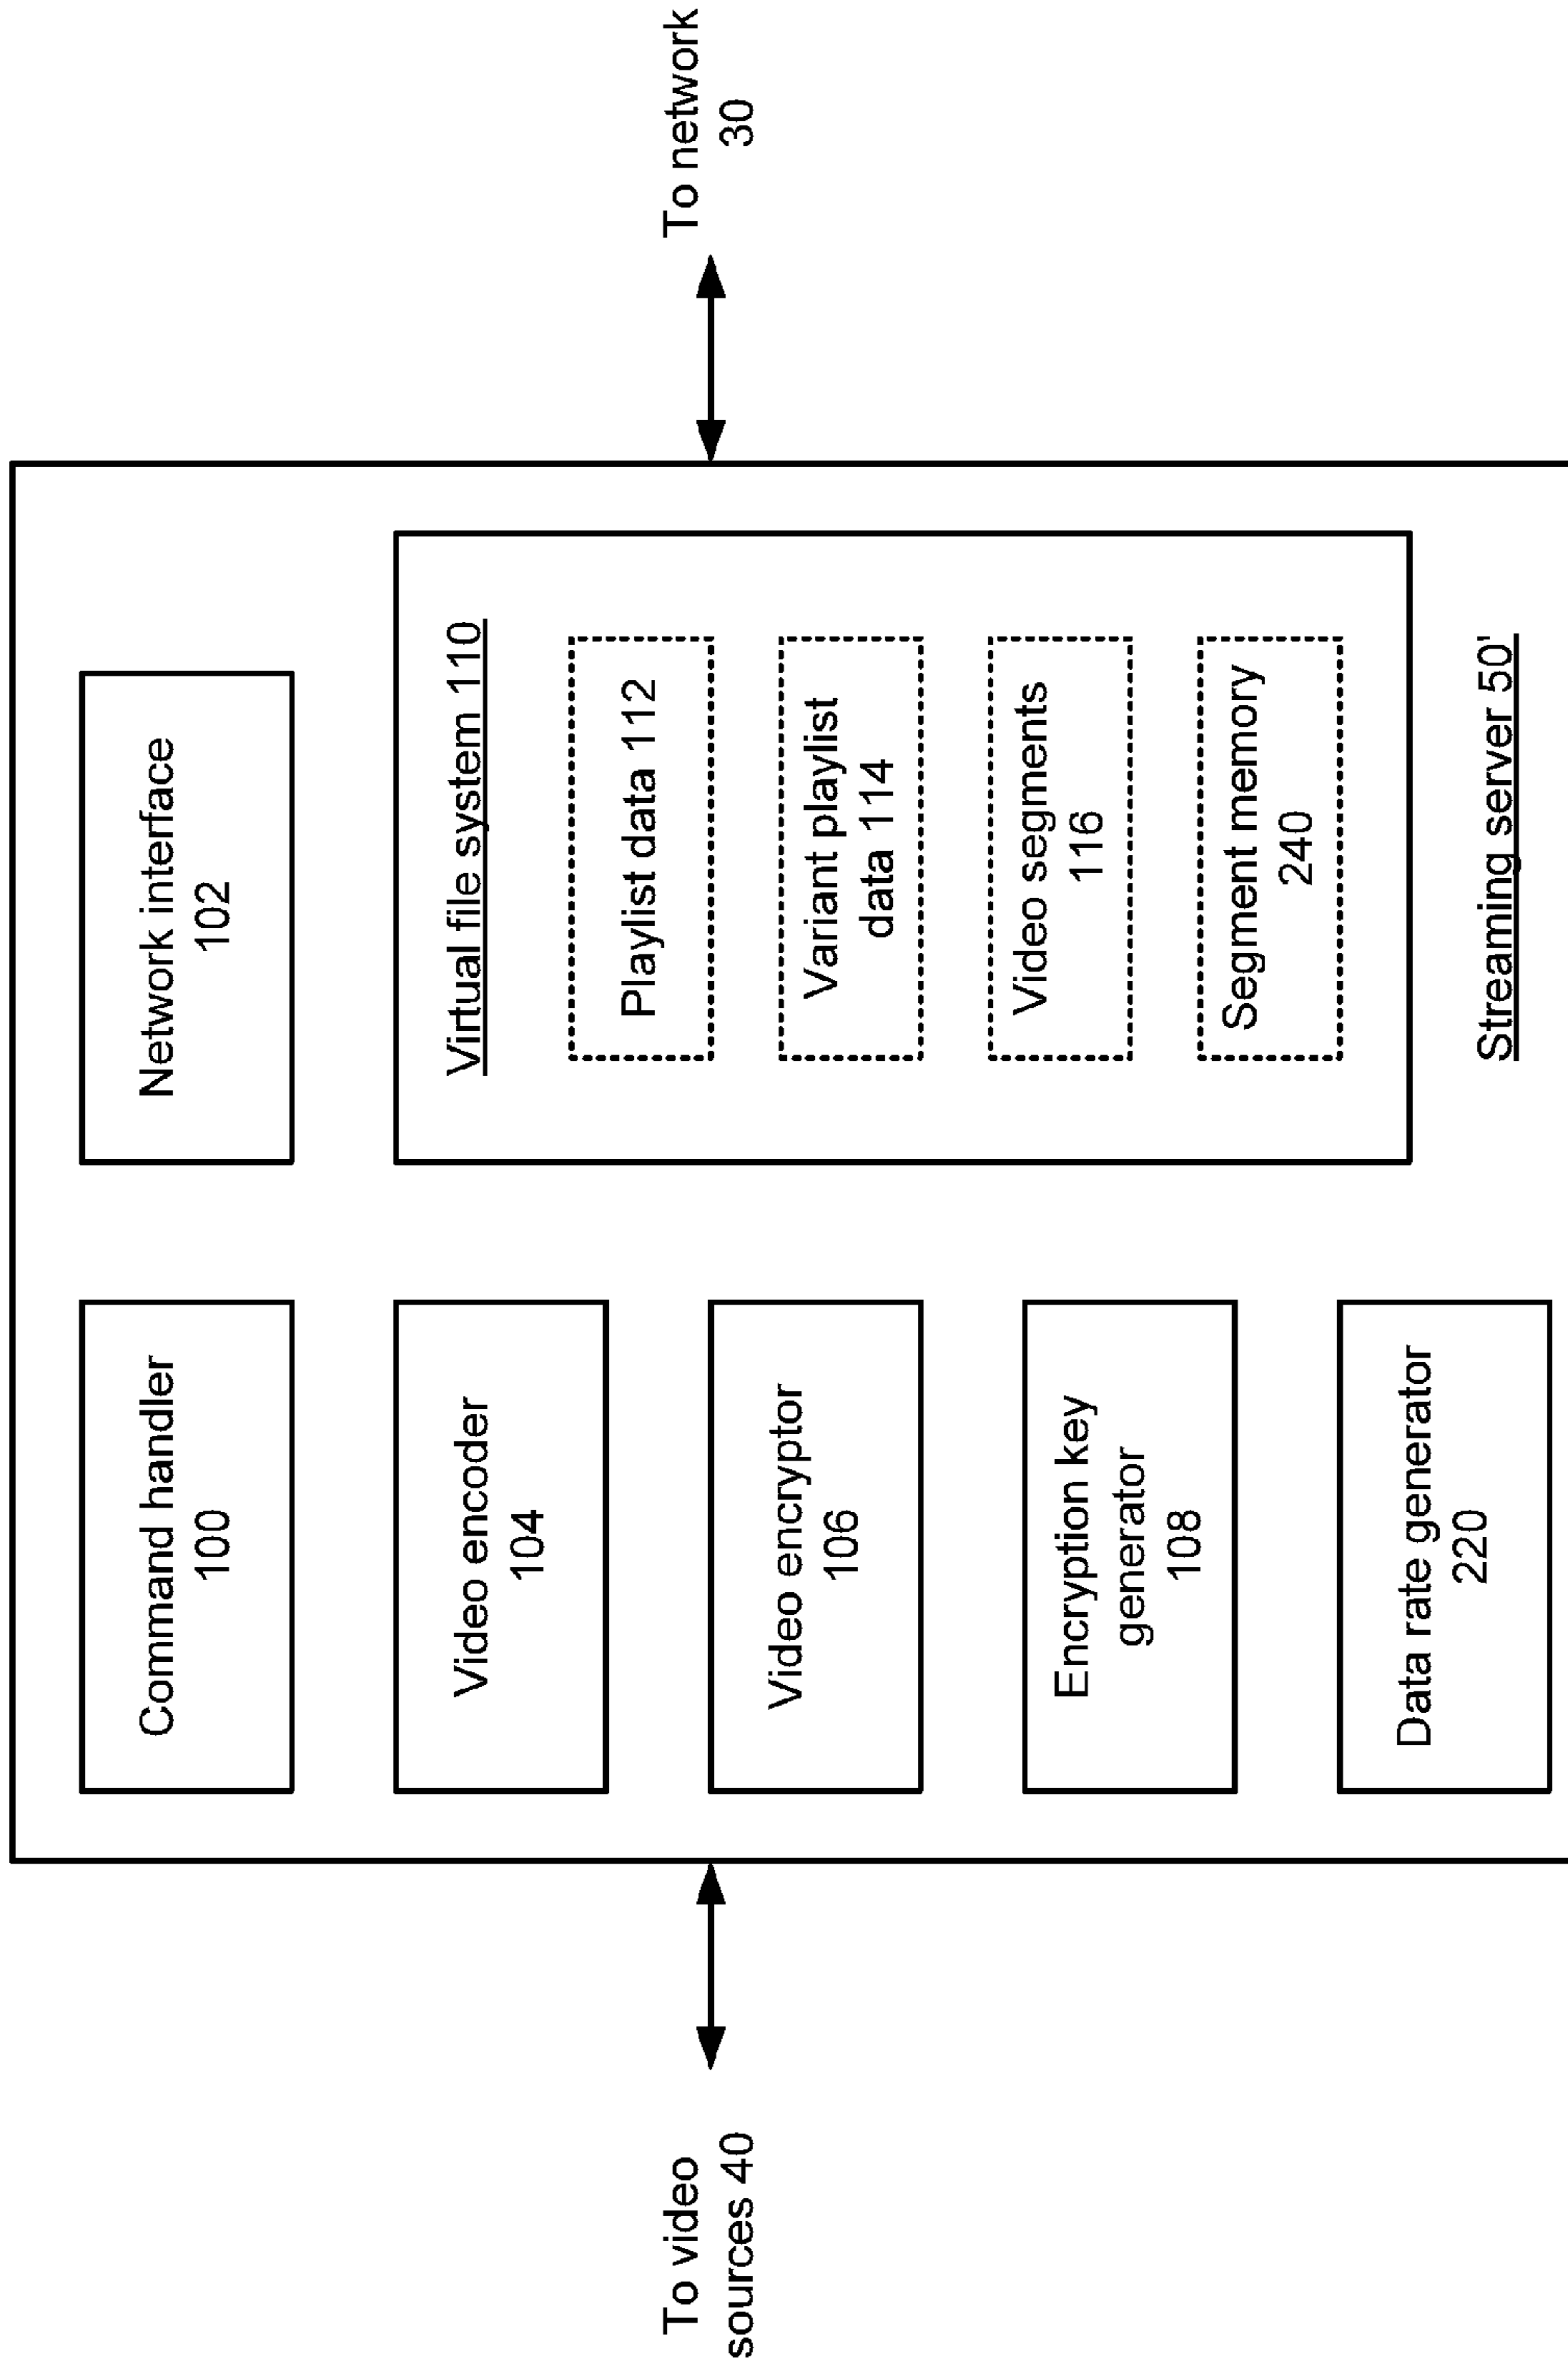 To video
sources 40
Command handler
100
Video encoder
104
Video encryptor
106
Encryption key
generator
108
Data rate generator
220
Network interface
102
Virtual file system 110
Playlist data 112
Variant playlist
data 114
Video segments
116
Segment memory
240
Streaming server 50'
To network
30